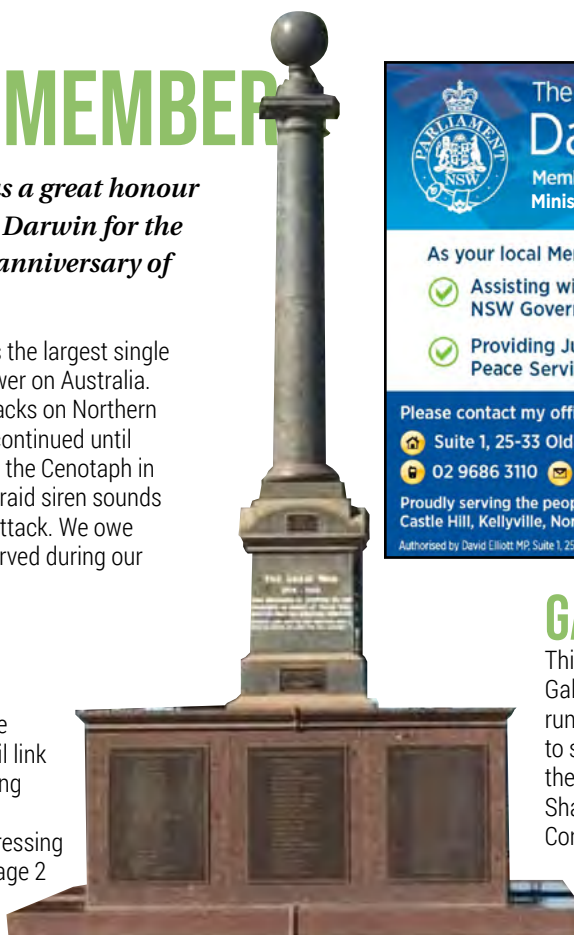 MEMBER
as a great honour
Darwin for the
anniversary of
s the largest single
wer on Australia.
acks on Northern
continued until
the Cenotaph in
raid siren sounds
ttack. We owe
rved during our
e
il link
ng
ressing
age 2
THE GREAT WAR
PARLIAMENT
NSW
The
Da
Memb
Minis
As your local Mem
Assisting wi
NSW Govern
Providing Ju
Peace Servi
Please contact my offi
Suite 1, 25-33 Old
02 9686 3110
Proudly serving the peop
Castle Hill, Kellyville, Nor
Authorised by David Elliott MP, Suite 1, 25
GA
Thi
Gal
run
to s
the
Sha
Cor